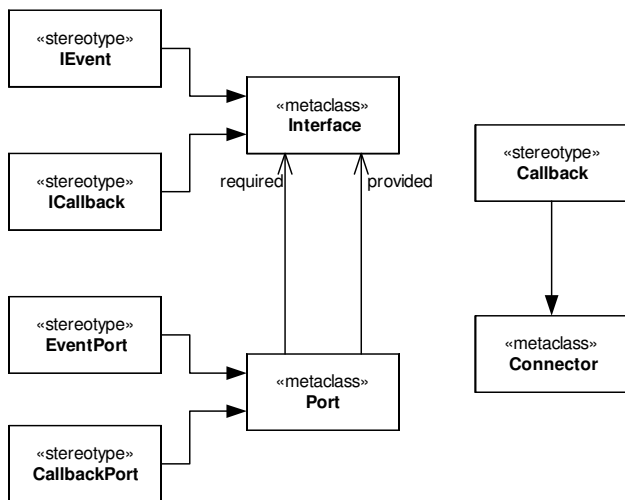 «stereotype»
IEvent
«metaclass»
Interface
«stereotype»
Callback
«stereotype»
ICallback
required
provided
«stereotype»
EventPort
«metaclass»
Connector
«metaclass»
Port
«stereotype»
CallbackPort